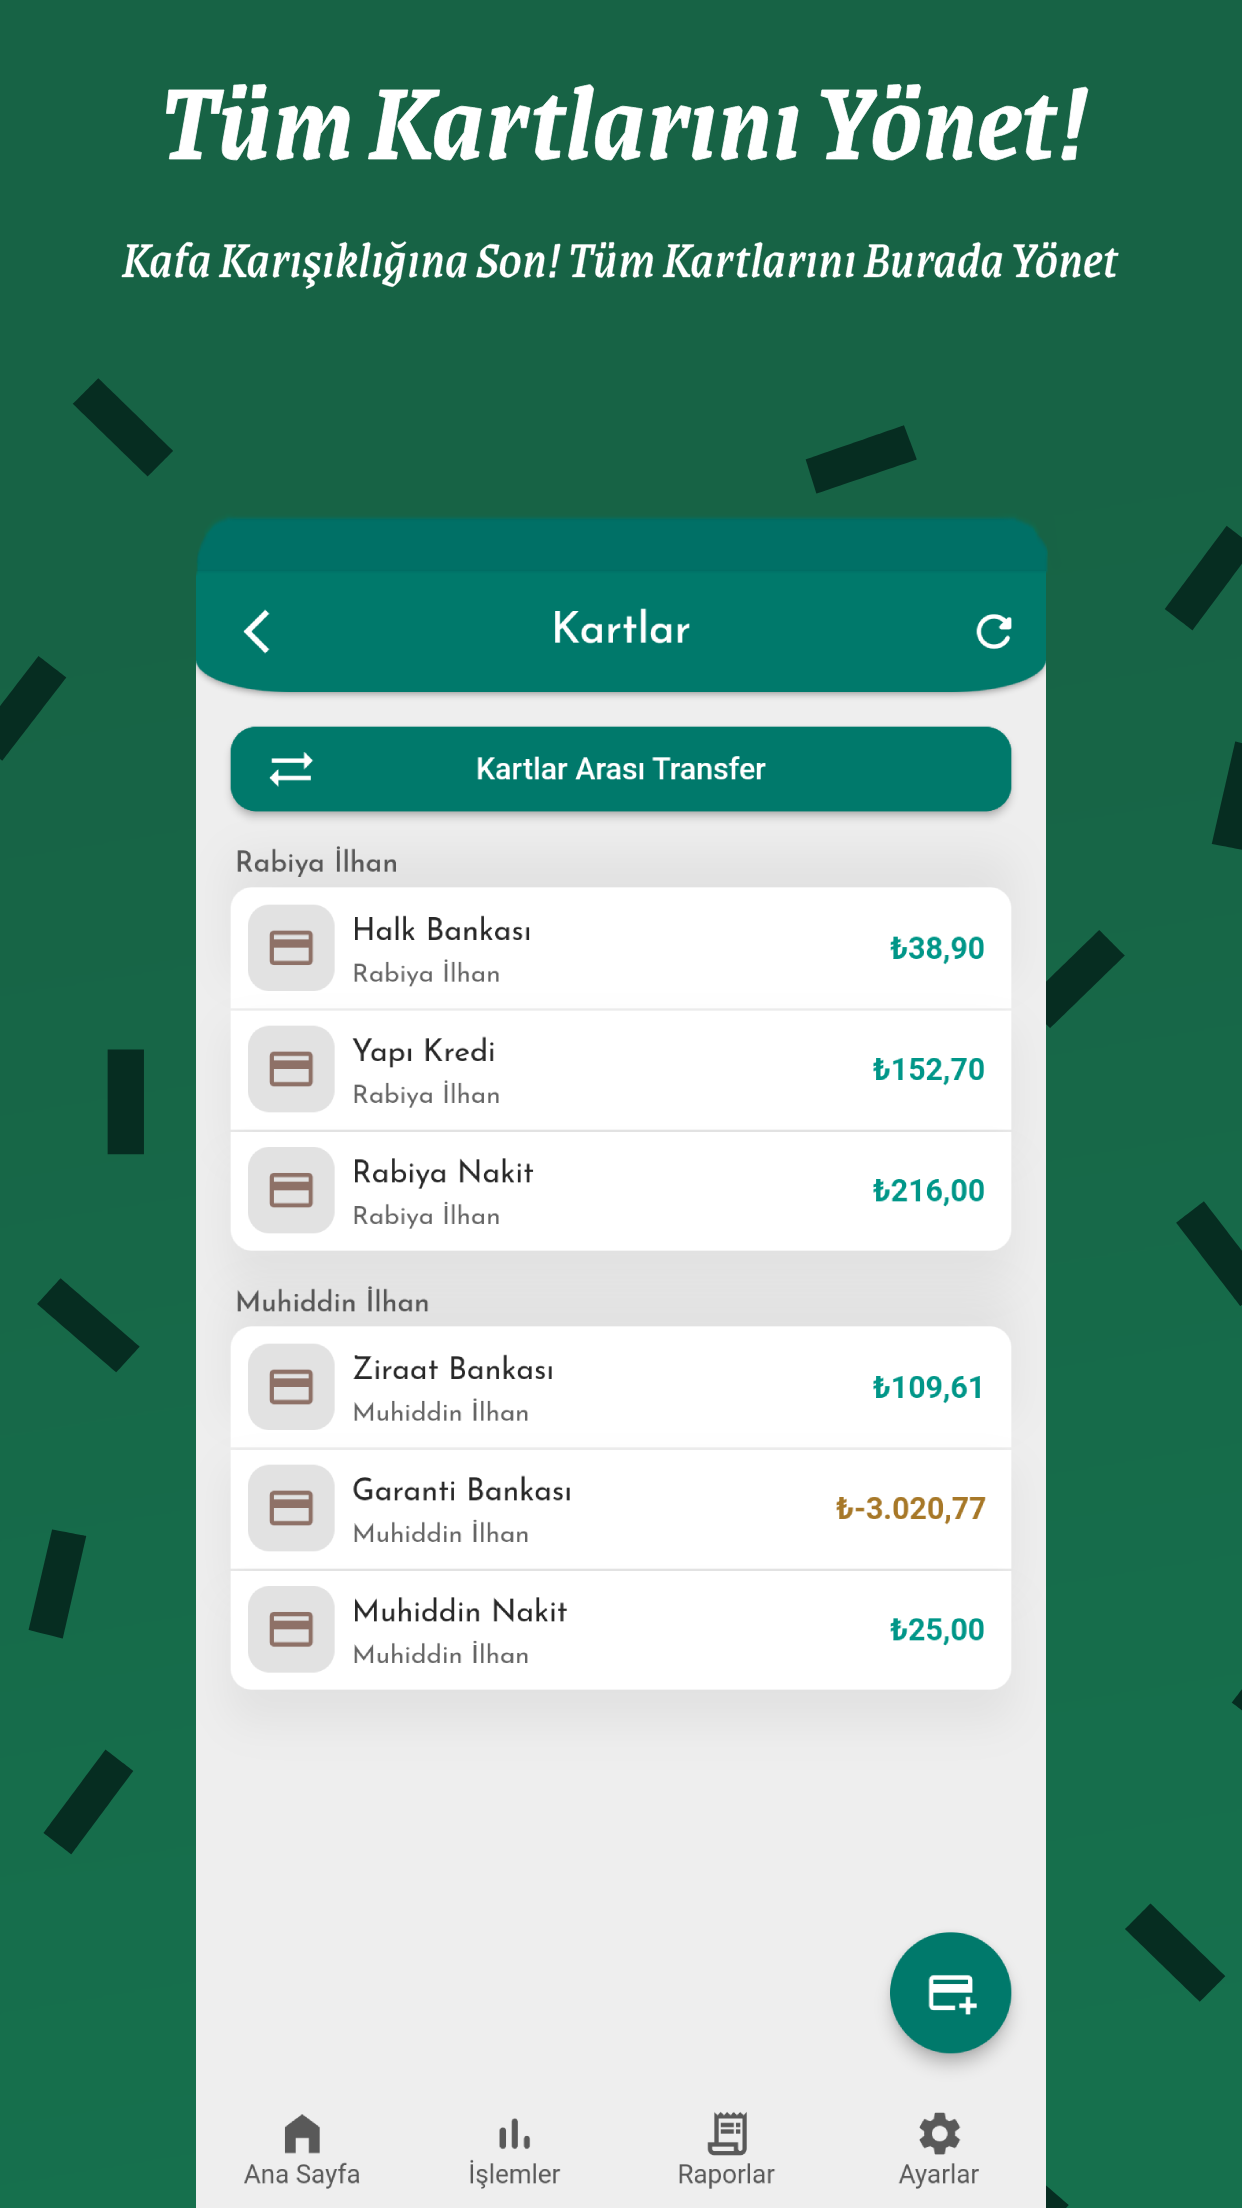 Tüm Kartlarını Yönet!
Kafa Karışıklığına Son! Tüm Kartlarını Burada Yönet
Kartlar
Kartlar Arası Transfer
Rabiya İlhan
Halk Bankası
Rabiya İlhan
₺38,90
Yapı Kredi
Rabiya İlhan
₺152,70
Rabiya Nakit
Rabiya İlhan
₺216,00
Muhiddin İlhan
Ziraat Bankası
Muhiddin İlhan
₺109,61
Garanti Bankası
Muhiddin İlhan
₺-3.020,77
Muhiddin Nakit
Muhiddin İlhan
₺25,00
Ana Sayfa
İşlemler
Raporlar
Ayarlar